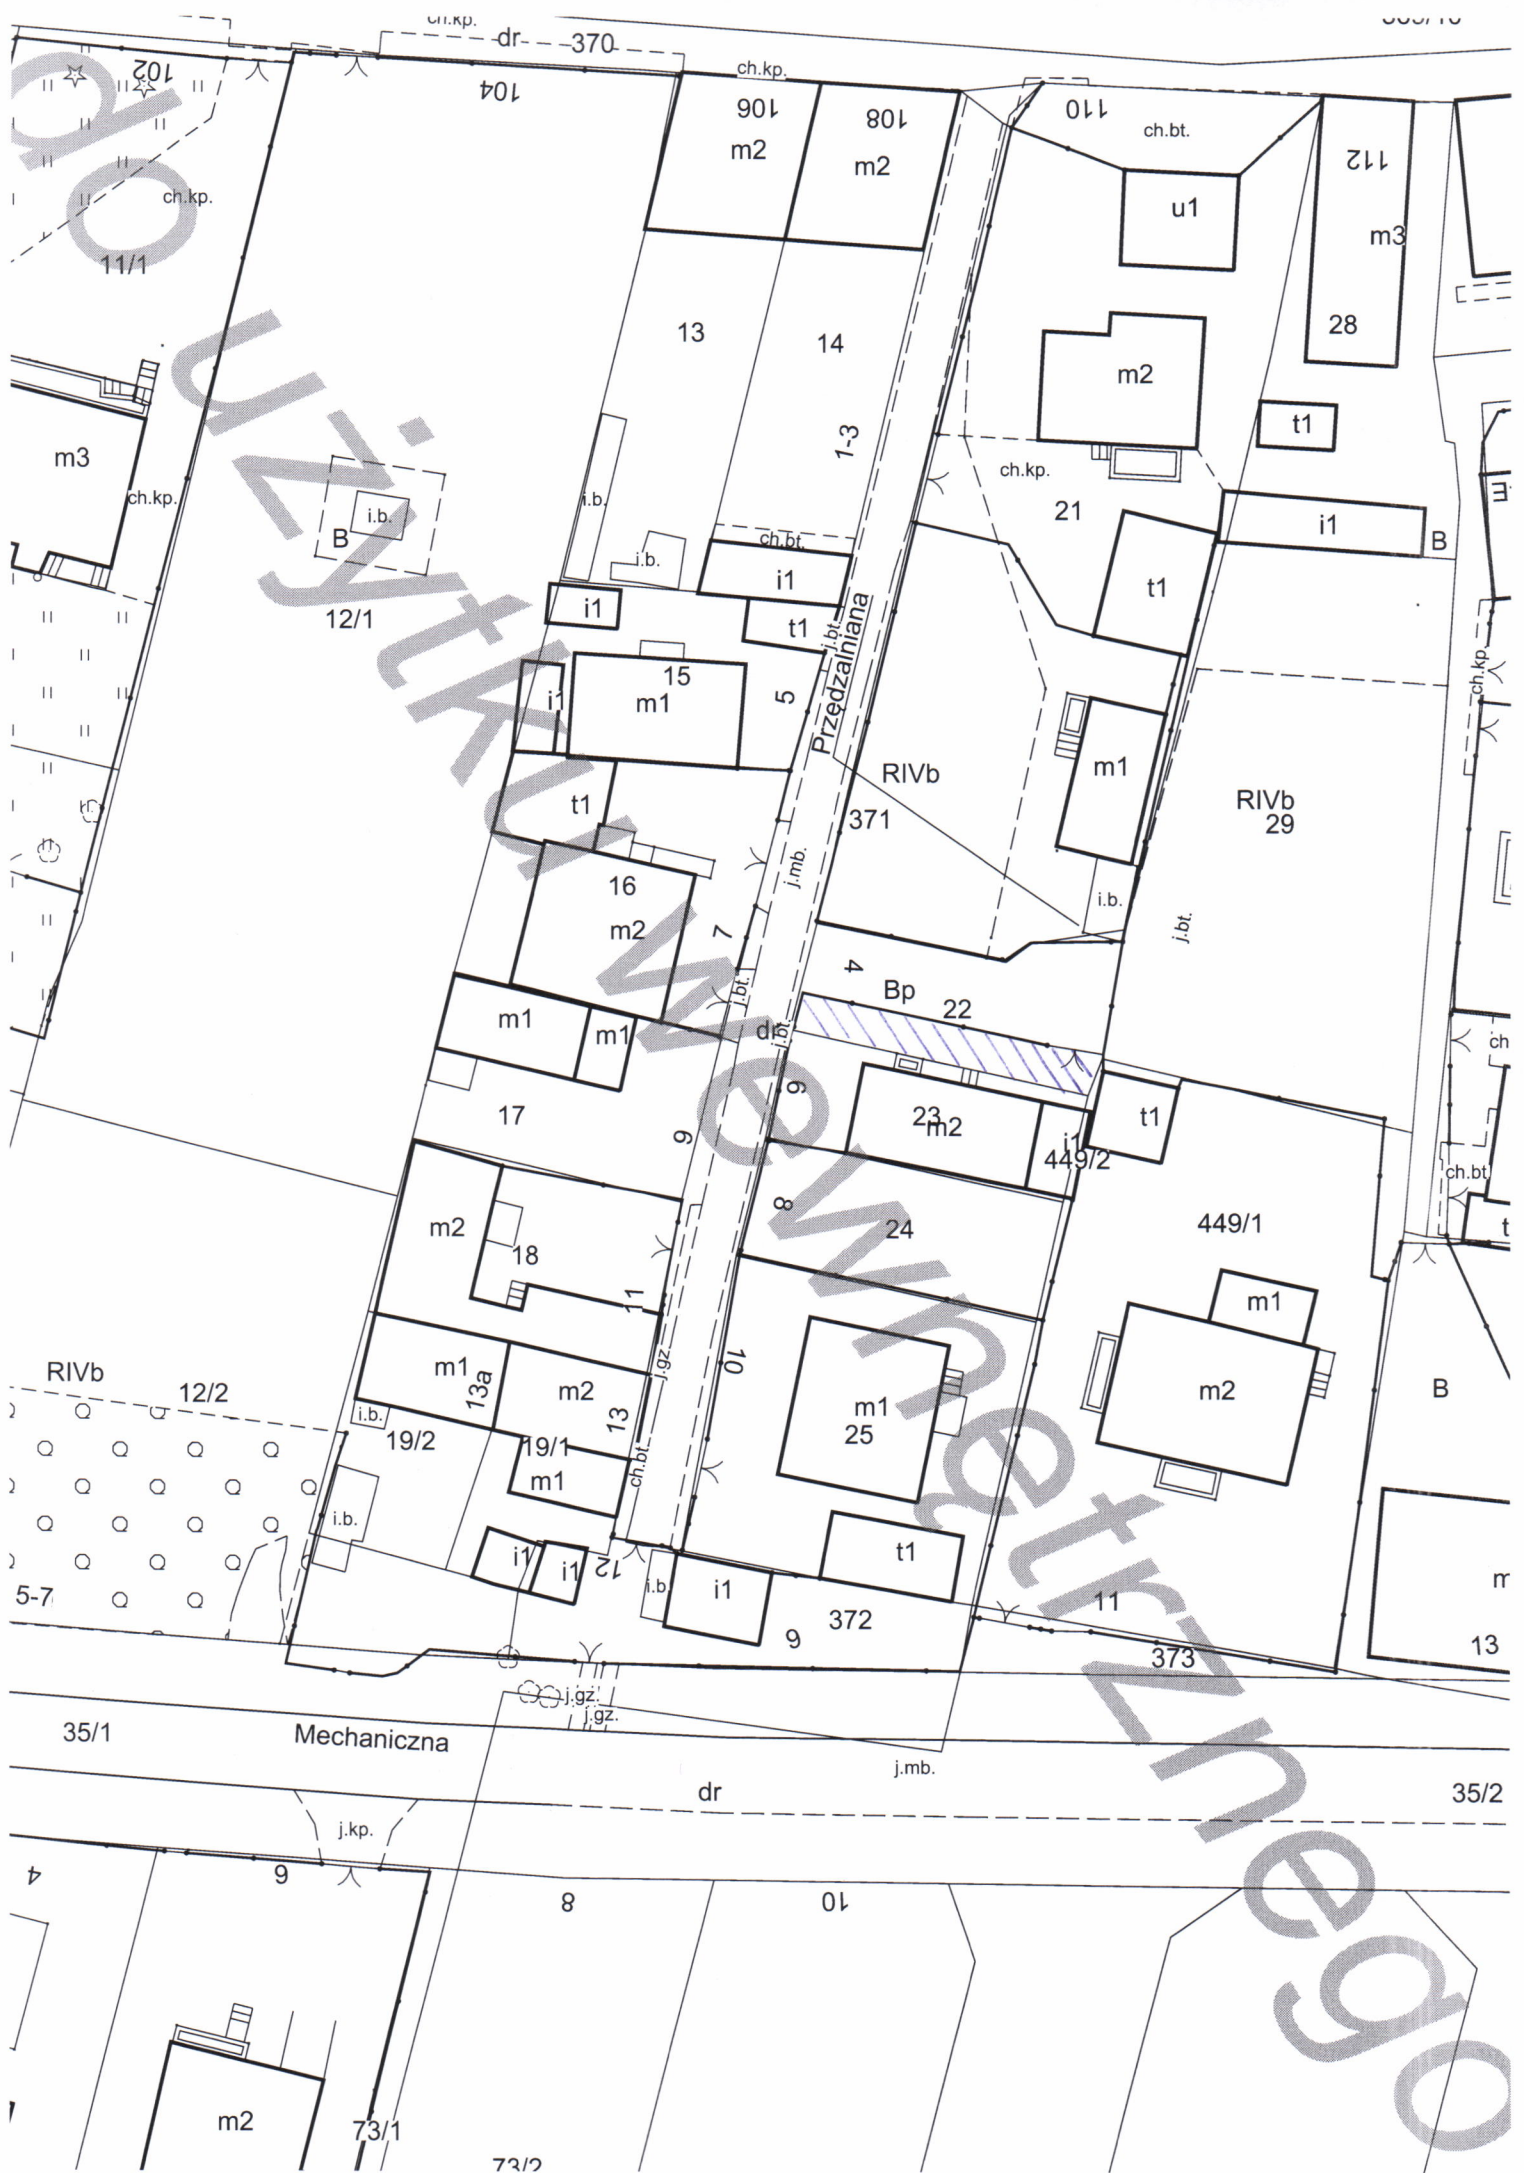 ch.kp.
dr
370
102
104
ch.kp.
106
m2
108
m2
110
ch.bt.
112
m3
28
u1
ch.kp.
11/1
13
14
m2
1-3
t1
m3
ch.kp.
i.b.
B
i.b.
ch.kp.
21
i1
B
i.b.
ch.bt.
i1
t1
12/1
i1
t1
j.bt.
Przędzalniana
15
m1
i1
5
ch.kp.
m1
RIVb
t1
371
RIVb
29
16
m2
j.mb.
7
i.b.
j.bt.
4
Bp
22
j.bt.
m1
m1
dr
j.bt.
ch
17
9
6
23
m2
i1
t1
449/2
ch.bt.
t
m2
18
8
24
449/1
11
m1
RIVb
12/2
m1
13a
m2
13
j.gz.
10
m1
25
m2
B
i.b.
19/2
19/1
m1
ch.bt.
i.b.
i1
i1
12
i.b.
i1
t1
5-7
6
372
11
13
373
j.gz.
j.gz.
35/1
Mechaniczna
j.mb.
dr
35/2
j.kp.
4
6
8
10
m2
73/1
73/2
do
użytku wewnętrznego